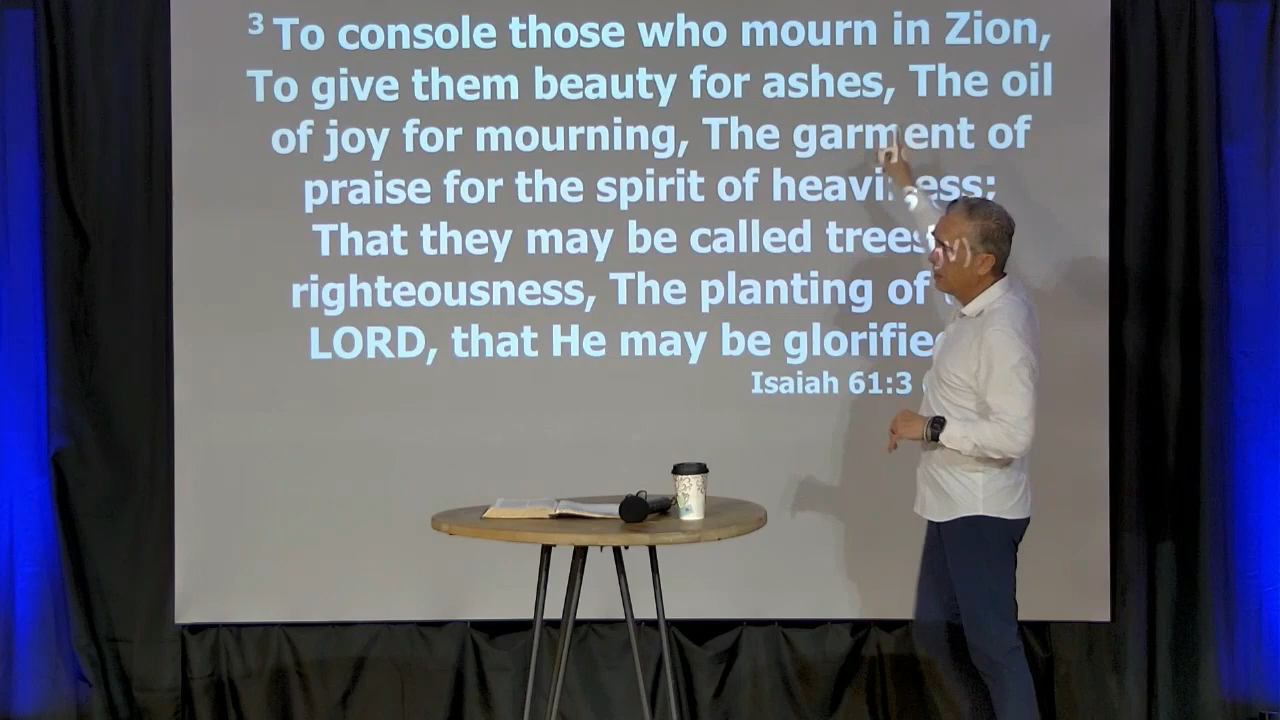 3 To console those who mourn in Zion,
To give them beauty for ashes, The oil
of joy for mourning, The garment of
praise for the spirit of heaviness;
That they may be called trees
righteousness, The planting of
LORD, that He may be glorified
Isaiah 61:3